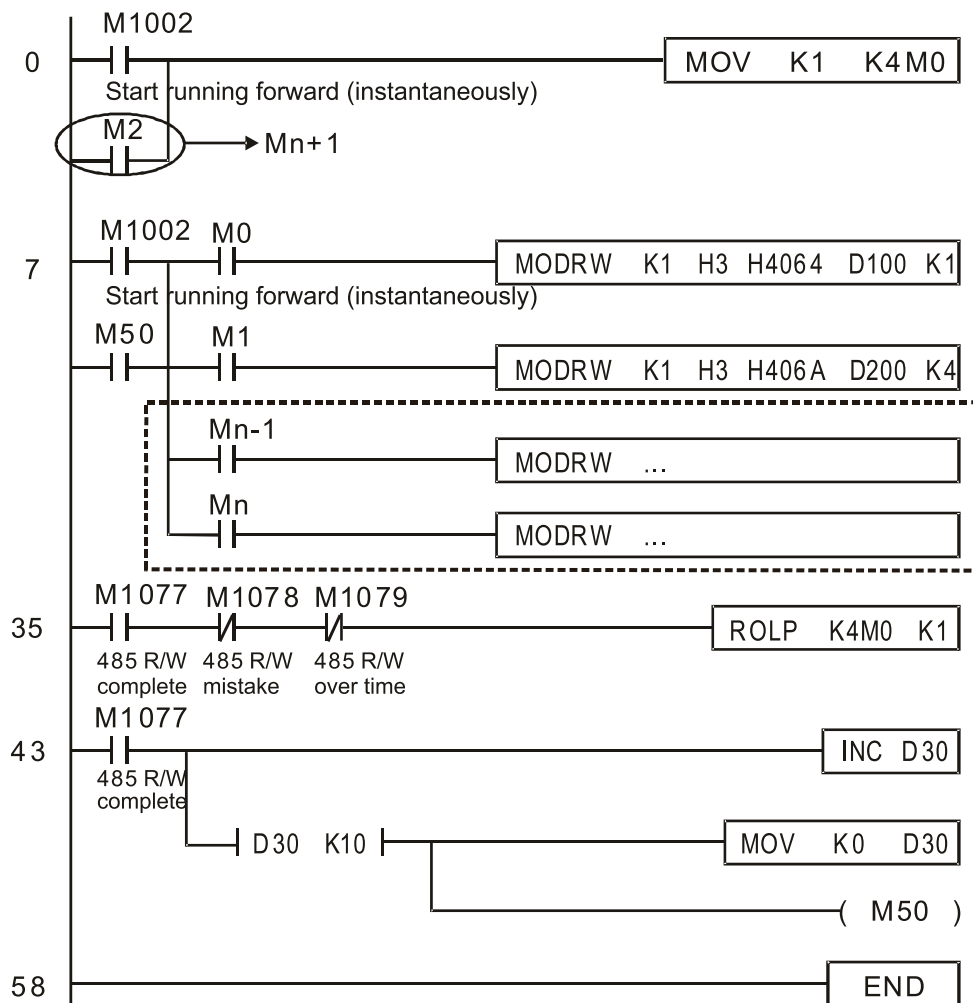 M1002
0 MOV K1 K4M0
Start running forward (instantaneously)
M2
Mn+1
M1002 M0
7 MODRW K1 H3 H4064 D100 K1
Start running forward (instantaneously)
M50 M1
MODRW K1 H3 H406A D200 K4
Mn-1
MODRW ...
Mn
MODRW ...
M1077 M1078 M1079
35 ROLP K4M0 K1
485 R/W 485 R/W 485 R/W
complete mistake over time
M1077
43 INC D30
485 R/W
complete
D30 K10 MOV K0 D30
( M50 )
58 END